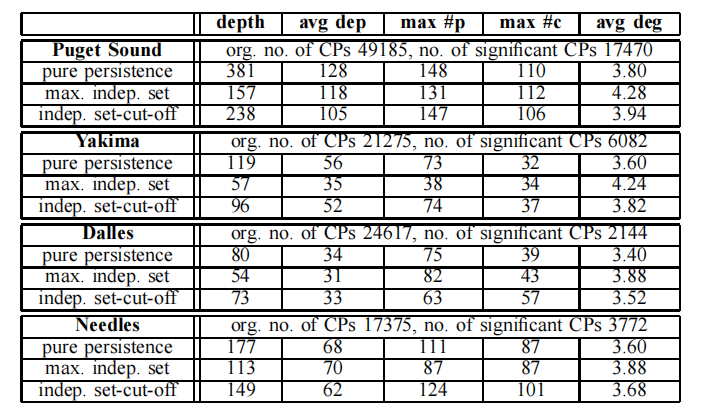 depth avg dep max #p max #c avg deg
Puget Sound org. no. of CPs 49185, no. of significant CPs 17470
pure persistence 381 128 148 110 3.80
max. indep. set 157 118 131 112 4.28
indep. set-cut-off 238 105 147 106 3.94
Yakima org. no. of CPs 21275, no. of significant CPs 6082
pure persistence 119 56 73 32 3.60
max. indep. set 57 35 38 34 4.24
indep. set-cut-off 96 52 74 37 3.82
Dalles org. no. of CPs 24617, no. of significant CPs 2144
pure persistence 80 34 75 39 3.40
max. indep. set 54 31 82 43 3.88
indep. set-cut-off 73 33 63 57 3.52
Needles org. no. of CPs 17375, no. of significant CPs 3772
pure persistence 177 68 111 87 3.60
max. indep. set 113 70 87 87 3.88
indep. set-cut-off 149 62 124 101 3.68